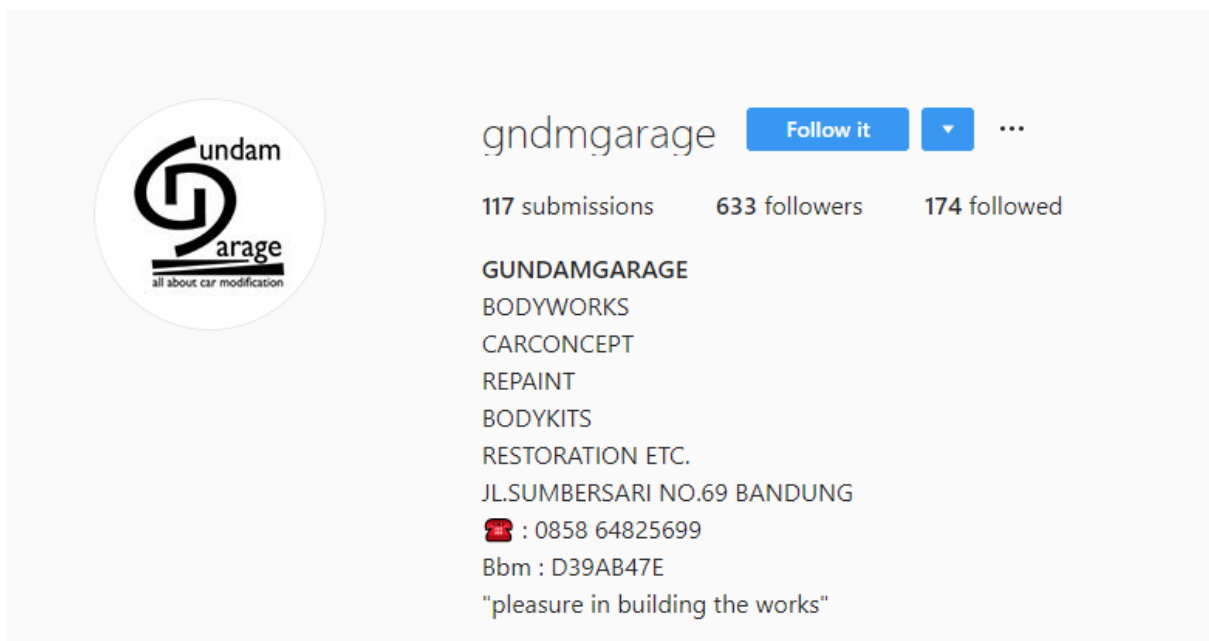 undam
arage
all about car modification
gndmgarage Follow it ...
117 submissions 633 followers 174 followed
GUNDAMGARAGE
BODYWORKS
CARCONCEPT
REPAINT
BODYKITS
RESTORATION ETC.
JL.SUMBERSARI NO.69 BANDUNG
☎️ : 0858 64825699
Bbm : D39AB47E
"pleasure in building the works"